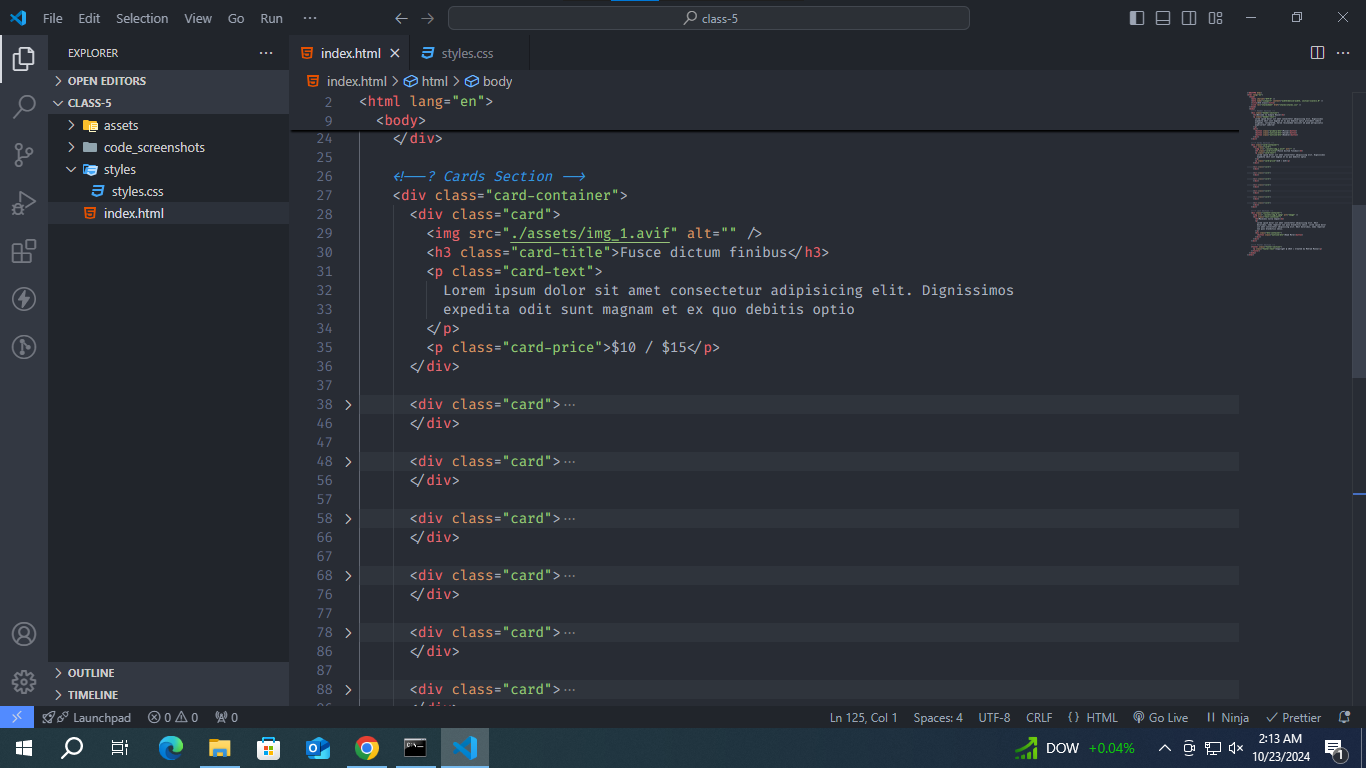 File Edit Selection View Go Run ··· class-5
EXPLORER ···
OPEN EDITORS
CLASS-5
assets
code_screenshots
styles
styles.css
index.html
OUTLINE
TIMELINE
index.html styles.css
index.html > html > body
2 <html lang="en">
9 <body>
24 </div>
25
26 <!--? Cards Section -->
27 <div class="card-container">
28 <div class="card">
29 <img src="./assets/img_1.avif" alt="" />
30 <h3 class="card-title">Fusce dictum finibus</h3>
31 <p class="card-text">
32 Lorem ipsum dolor sit amet consectetur adipisicing elit. Dignissimos
33 expedita odit sunt magnam et ex quo debitis optio
34 </p>
35 <p class="card-price">$10 / $15</p>
36 </div>
37
38 <div class="card">···
46 </div>
47
48 <div class="card">···
56 </div>
57
58 <div class="card">···
66 </div>
67
68 <div class="card">···
76 </div>
77
78 <div class="card">···
86 </div>
87
88 <div class="card">···
Launchpad 0 0 0 Ln 125, Col 1 Spaces: 4 UTF-8 CRLF {} HTML Go Live Ninja Prettier
DOW +0.04% 2:13 AM
10/23/2024 1